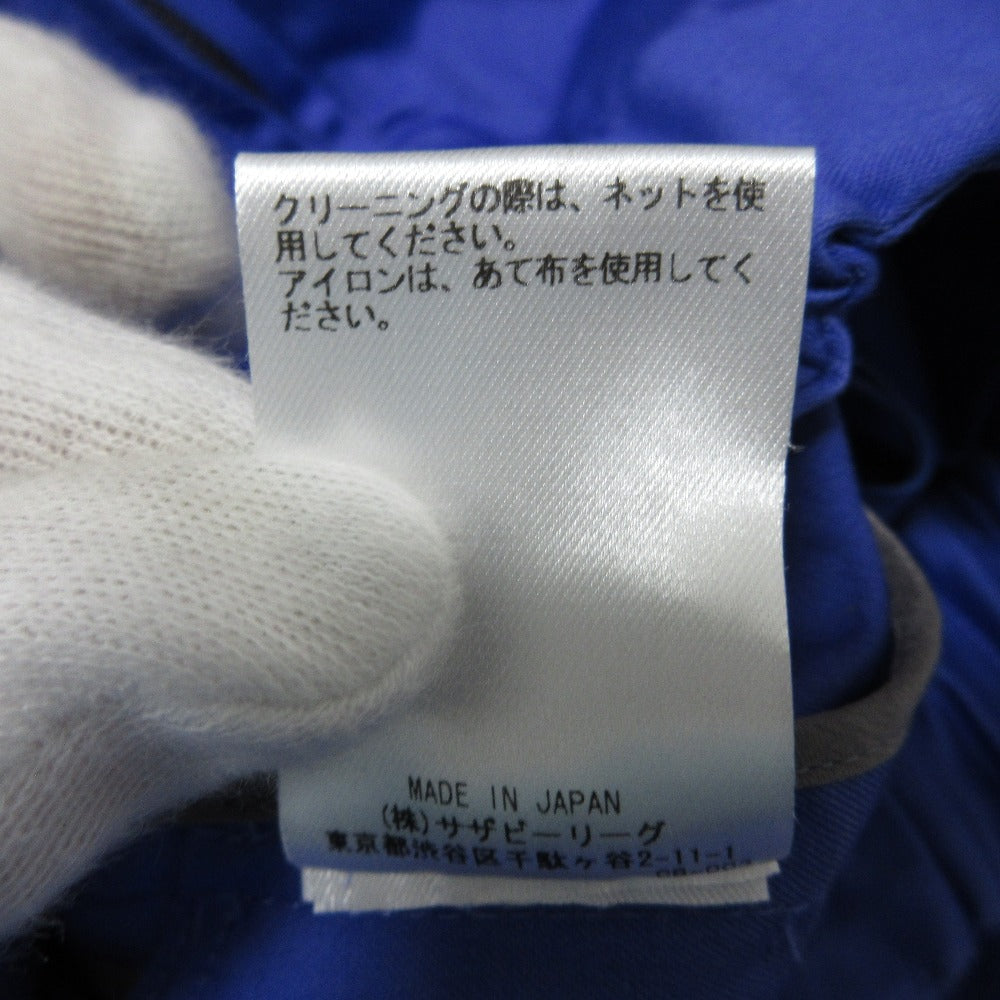 クリーニングの際は、ネットを使
用してください。
アイロンは、あて布を使用してく
ださい。
MADE IN JAPAN
(株)サザビーリーグ
東京都渋谷区千駄ヶ谷2-11-1